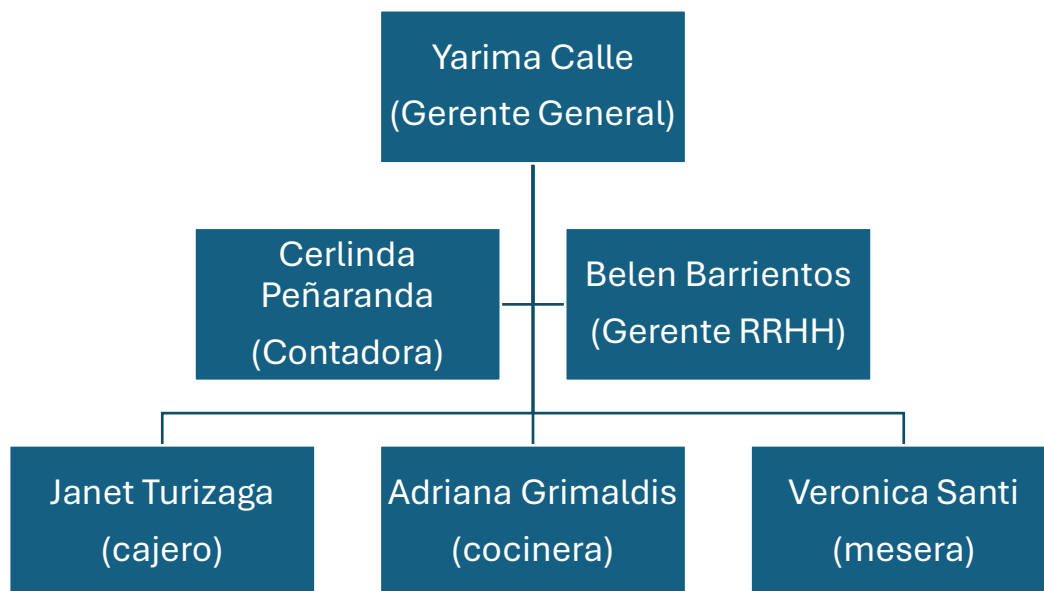 Yarima Calle
(Gerente General)
Cerlinda
Peñaranda
(Contadora)
Belen Barrientos
(Gerente RRHH)
Janet Turizaga
(cajero)
Adriana Grimaldis
(cocinera)
Veronica Santi
(mesera)